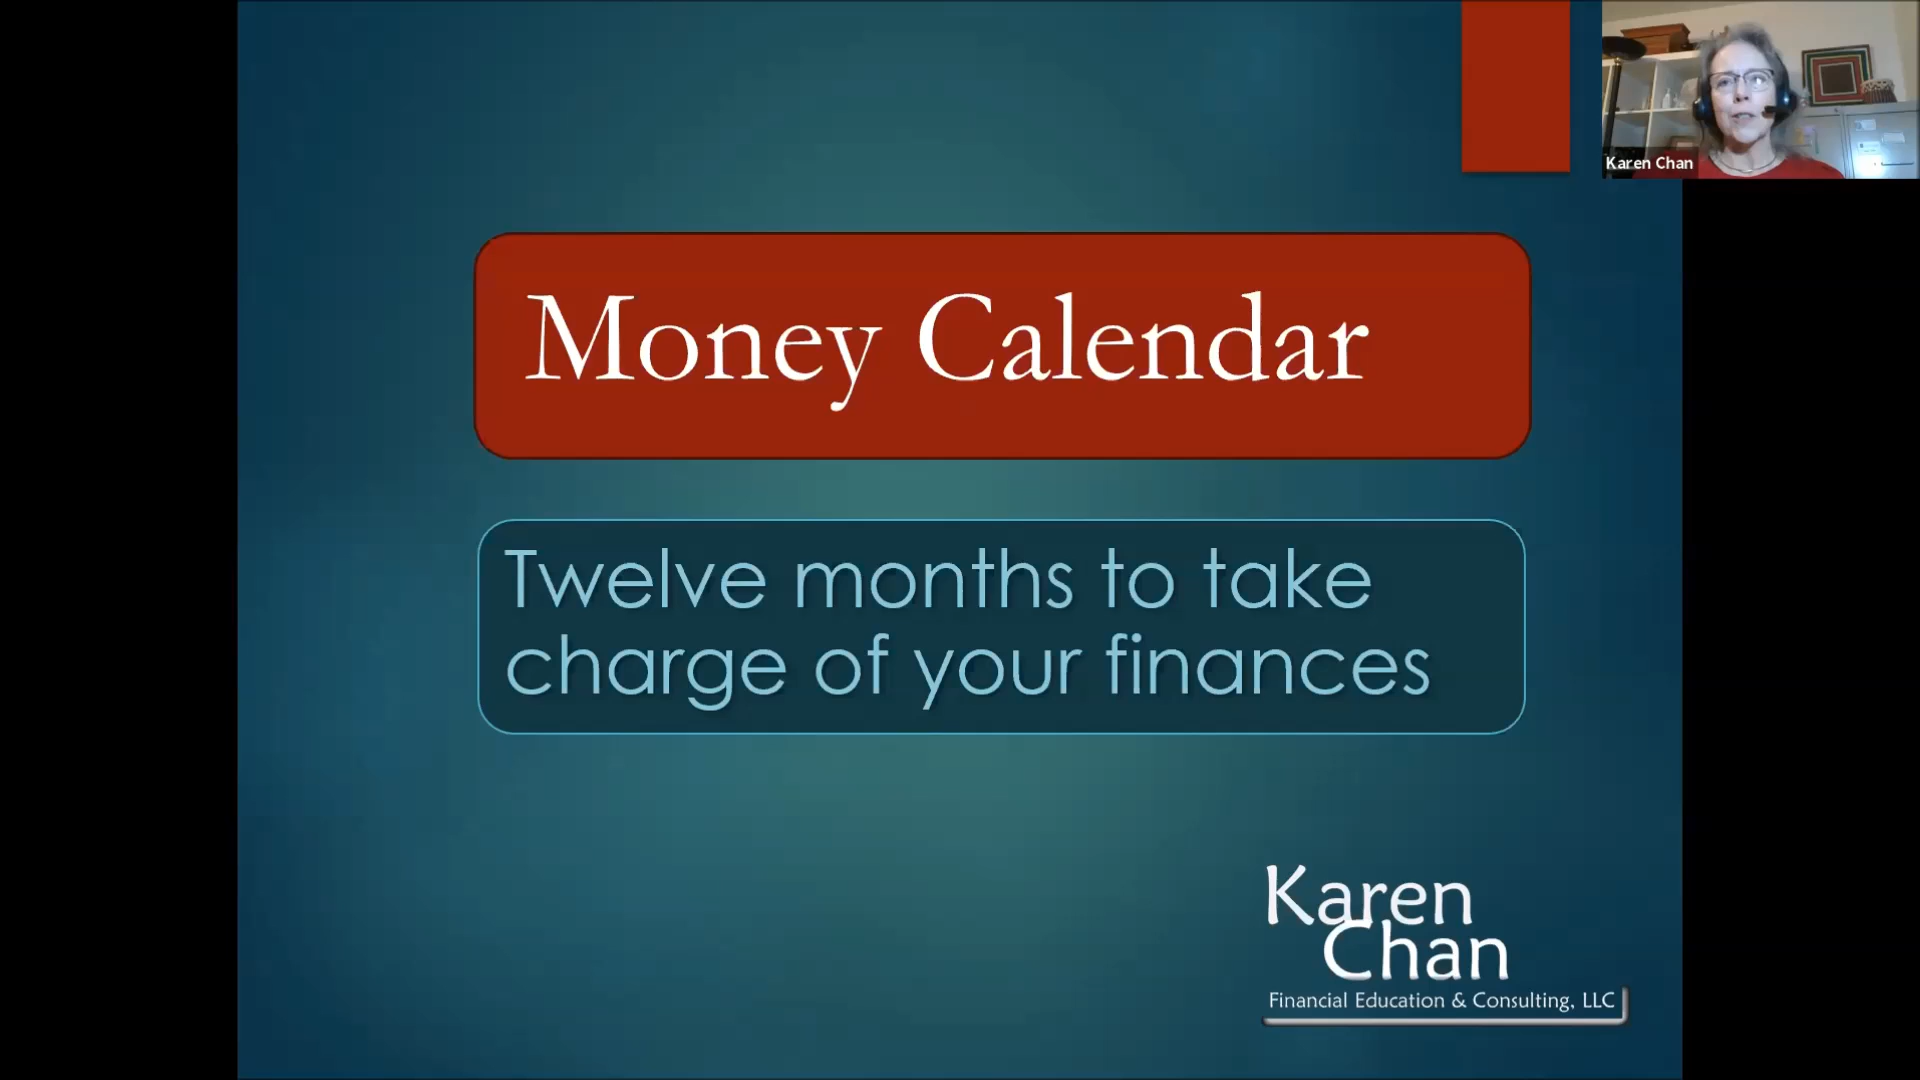 Karen Chan
Money Calendar
Twelve months to take
charge of your finances
Karen
Chan
Financial Education & Consulting, LLC